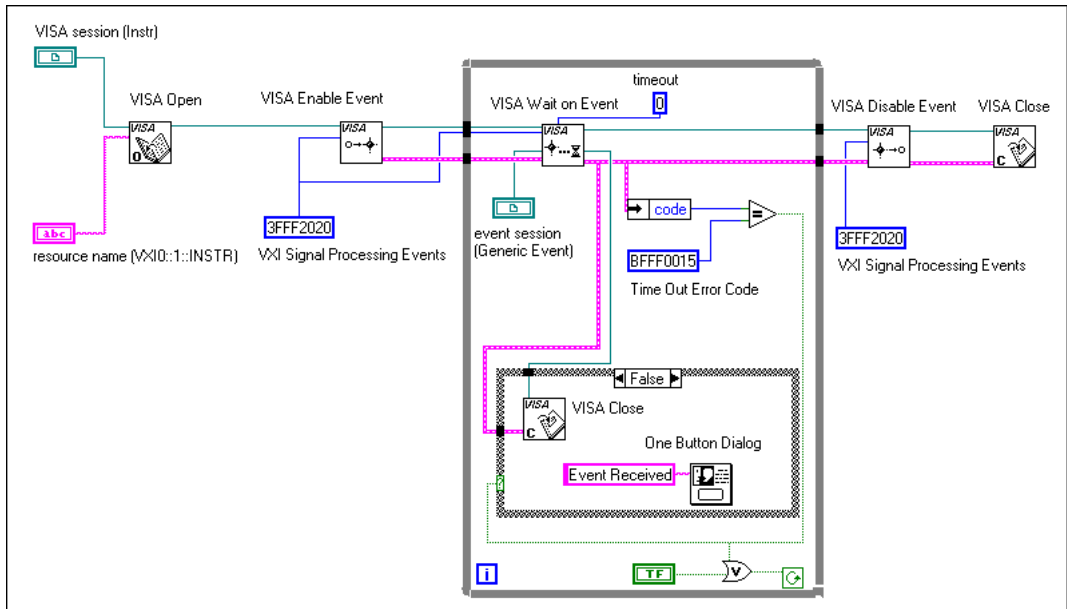 VISA session (Instr)
VISA Open
VISA
O
abc
resource name (VXI0::1::INSTR)
VISA Enable Event
VISA
3FFF2020
VXI Signal Processing Events
timeout
0
VISA Wait on Event
VISA
event session
(Generic Event)
code
=
BFFF0015
Time Out Error Code
False
VISA
C
VISA Close
One Button Dialog
Event Received
?
i
TF
V
VISA Disable Event
VISA
3FFF2020
VXI Signal Processing Events
VISA Close
VISA
C